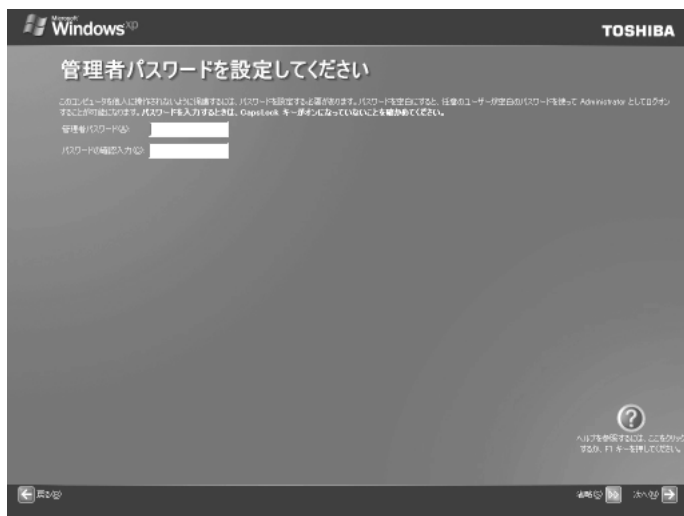 Microsoft
Windows xp
TOSHIBA
管理者パスワードを設定してください
このコンピュータを他人に操作されないように保護するには、パスワードを設定する必要があります。パスワードを空白にすると、任意のユーザーが空白のパスワードを使って Administrator としてログオン
することが可能になります。パスワードを入力するときは、CapsLock キーがオンになっていないことを確かめてください。
管理者パスワード(A):
パスワードの確認入力(C):
ヘルプを参照するには、ここをクリック
するか、F1 キーを押してください。
戻る(B)
省略(S)
次へ(N)